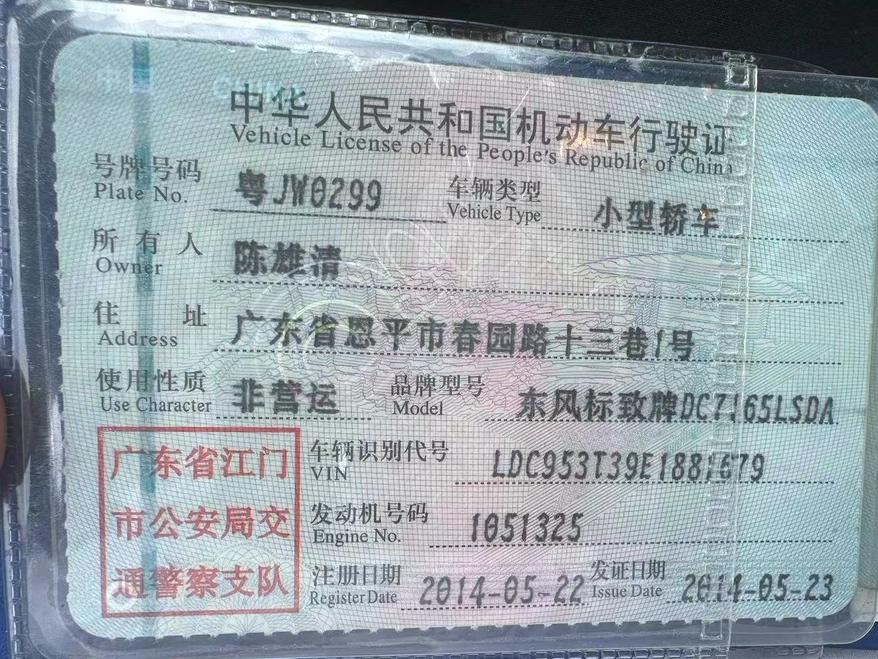 中华人民共和国机动车行驶证
Vehicle License of the People's Republic of China
号牌号码 粤JW0299 车辆类型 小型轿车
Plate No. Vehicle Type
所有人 陈雄清
Owner
住址 广东省恩平市春园路十三巷1号
Address
使用性质 非营运 品牌型号 东风标致牌DC7165LSDA
Use Character Model
广东省江门
市公安局交
通警察支队
车辆识别代号 LDC953T39E1881679
VIN
发动机号码 1051325
Engine No.
注册日期 2014-05-22 发证日期 2014-05-23
Register Date Issue Date